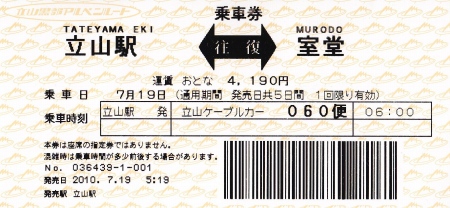 立山黒部アルペンルート
乗車券
TATEYAMA EKI
MURODO
立山駅 往復 室堂
運賃 おとな 4,190円
乗車日 7月19日 (通用期間 発売日共5日間 1回限り有効)
乗車時刻 立山駅 発 立山ケーブルカー 060便 06:00
本券は座席の指定券ではありません。
混雑時は乗車時間が多少前後する場合があります。
No. 036439-1-001
発売日 2010. 7.19 5:19
発売駅 立山駅